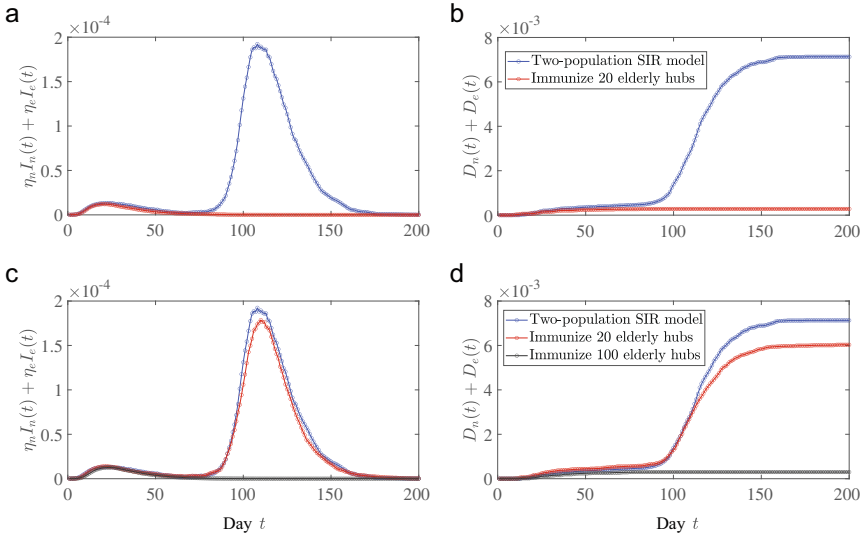 a
×10⁻⁴
2
1.5
1
0.5
0
0 50 100 150 200
ηₙIₙ(t) + ηₑIₑ(t)
b
×10⁻³
8
6
4
2
0
0 50 100 150 200
Dₙ(t) + Dₑ(t)
Two-population SIR model
Immunize 20 elderly hubs
c
×10⁻⁴
2
1.5
1
0.5
0
0 50 100 150 200
ηₙIₙ(t) + ηₑIₑ(t)
Day t
d
×10⁻³
8
6
4
2
0
0 50 100 150 200
Dₙ(t) + Dₑ(t)
Two-population SIR model
Immunize 20 elderly hubs
Immunize 100 elderly hubs
Day t